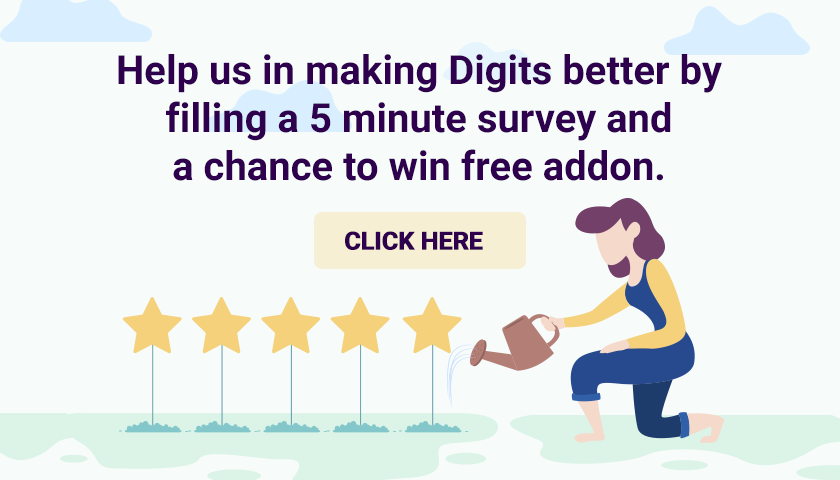 Help us in making Digits better by
filling a 5 minute survey and
a chance to win free addon.
CLICK HERE